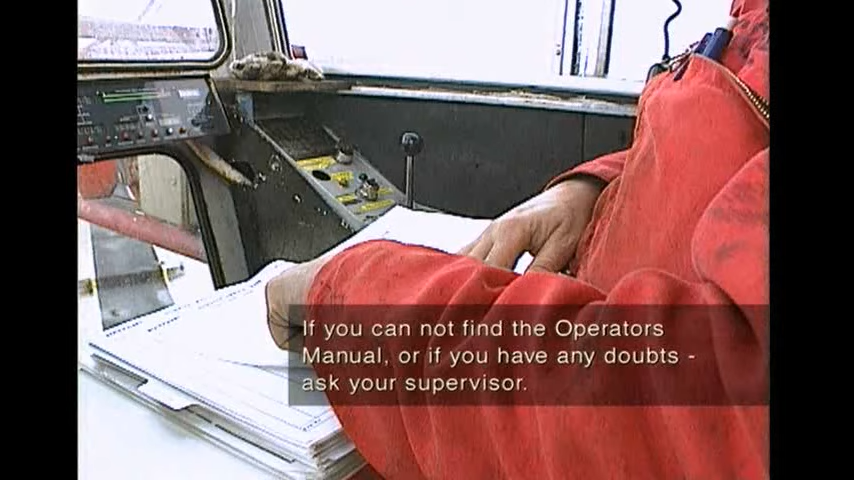 If you can not find the Operators
Manual, or if you have any doubts -
ask your supervisor.